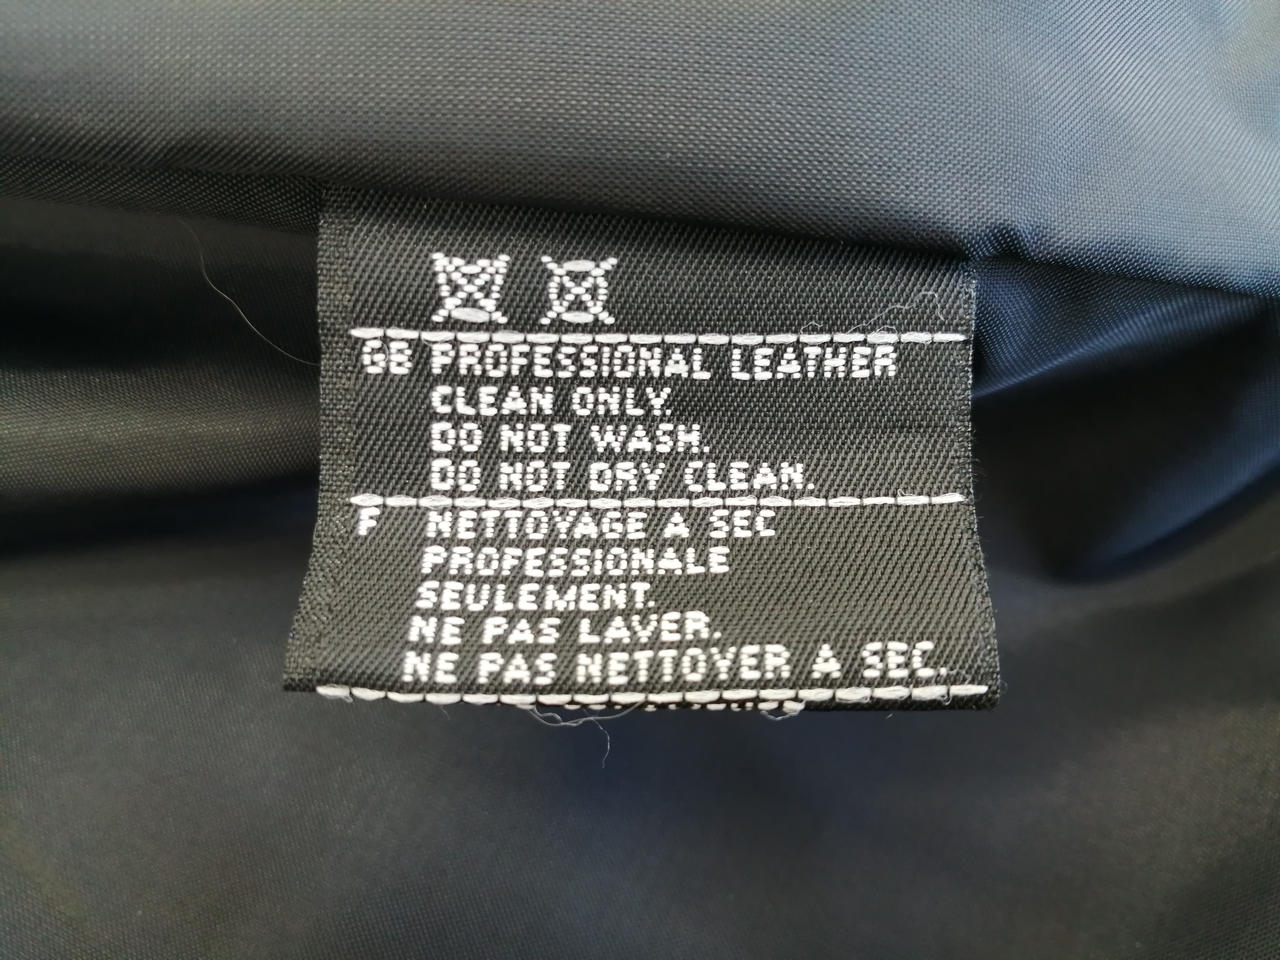 GB PROFESSIONAL LEATHER
CLEAN ONLY.
DO NOT WASH.
DO NOT DRY CLEAN.
F NETTOYAGE A SEC
PROFESSIONALE
SEULEMENT.
NE PAS LAVER.
NE PAS NETTOYER A SEC.